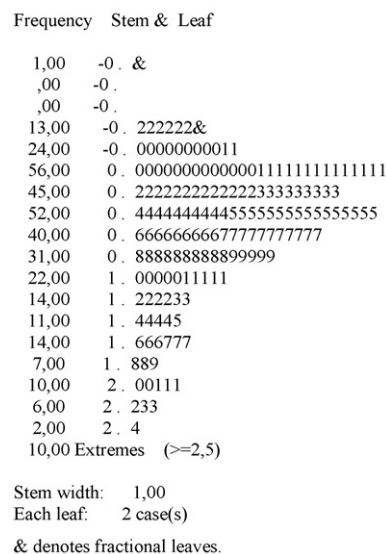 Frequency Stem & Leaf
1,00 -0 . &
,00 -0 .
,00 -0 .
13,00 -0 . 222222&
24,00 -0 . 00000000011
56,00 0 . 0000000000000111111111111111
45,00 0 . 2222222222222333333333
52,00 0 . 44444444445555555555555555
40,00 0 . 66666666677777777777
31,00 0 . 888888888899999
22,00 1 . 00000011111
14,00 1 . 222233
11,00 1 . 44445
14,00 1 . 666777
7,00 1 . 889
10,00 2 . 00111
6,00 2 . 233
2,00 2 . 4
10,00 Extremes (>=2,5)
Stem width: 1,00
Each leaf: 2 case(s)
& denotes fractional leaves.